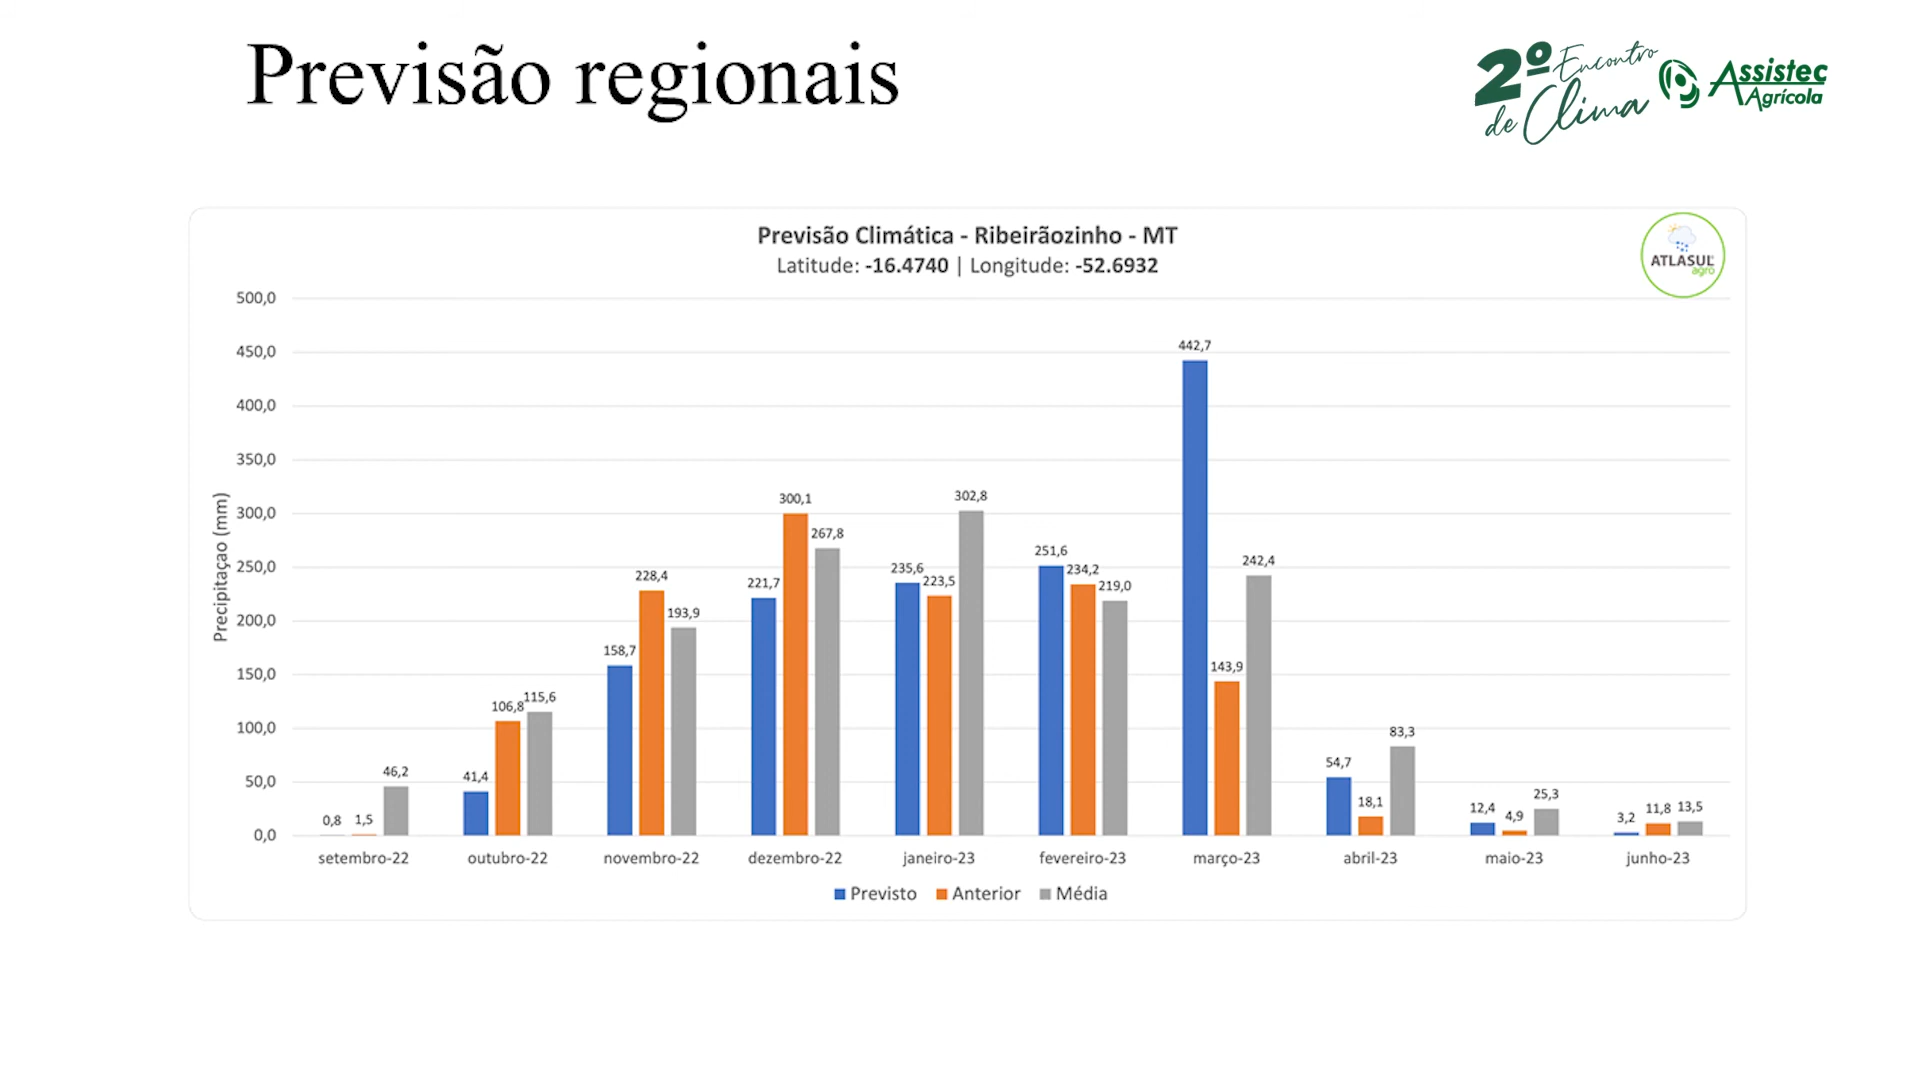 Previsão regionais
2º Encontro
de Clima
Assistec
Agrícola
Previsão Climática - Ribeirãozinho - MT
Latitude: -16.4740 | Longitude: -52.6932
ATLASUL
agro
Precipitaçao (mm)
500,0
450,0
400,0
350,0
300,0
250,0
200,0
150,0
100,0
50,0
0,0
0,8 1,5 46,2
41,4 106,8 115,6
158,7 228,4 193,9
221,7 300,1 267,8
235,6 223,5 302,8
251,6 234,2 219,0
442,7 143,9 242,4
54,7 18,1 83,3
12,4 4,9 25,3
3,2 11,8 13,5
setembro-22 outubro-22 novembro-22 dezembro-22 janeiro-23 fevereiro-23 março-23 abril-23 maio-23 junho-23
Previsto Anterior Média